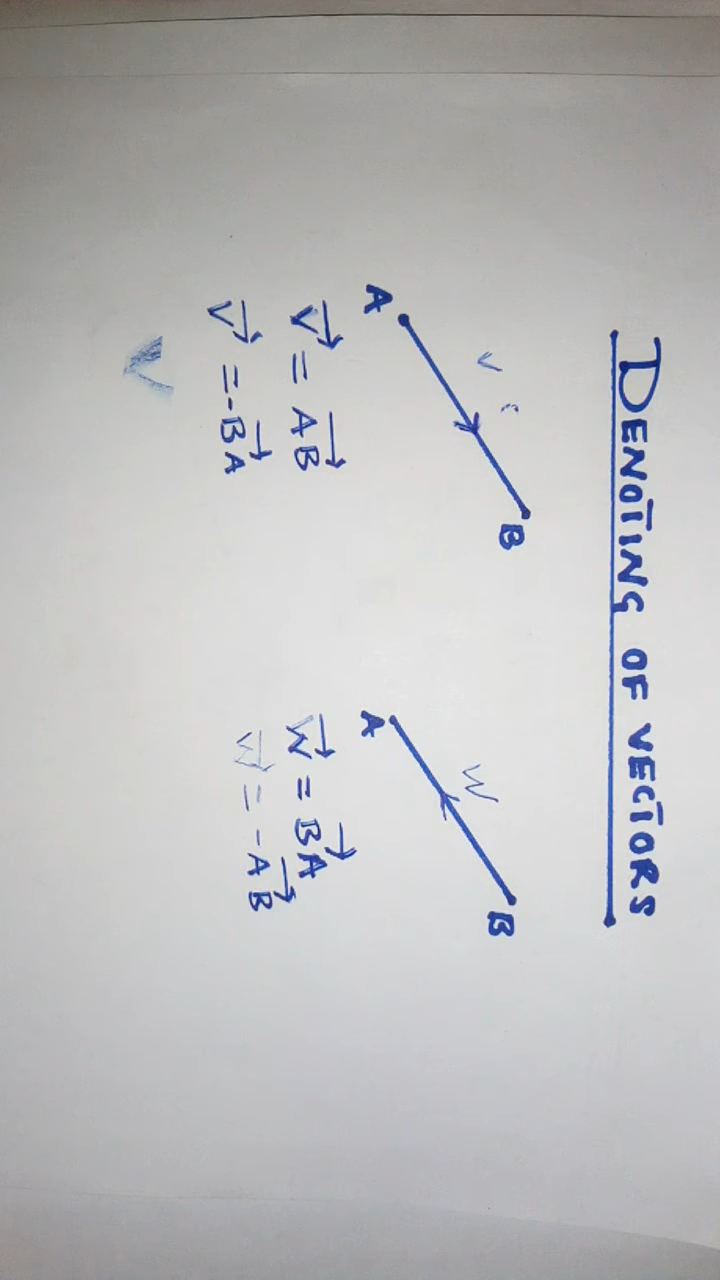 DENOTING OF VECTORS
V
B
A
V⃗ = AB⃗
V⃗ = -BA⃗
W
B
A
W⃗ = BA⃗
W⃗ = -AB⃗